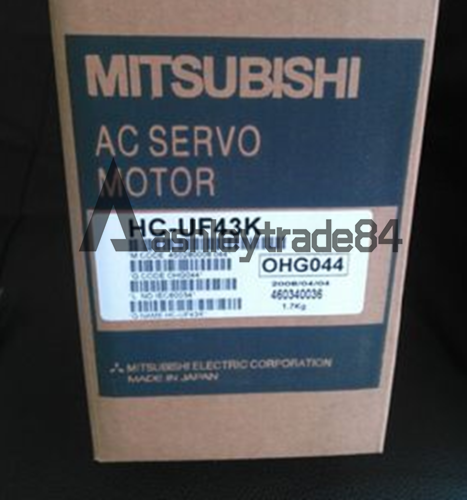 MITSUBISHI
AC SERVO
MOTOR
HC-UF43K
ashleytrade84
OHG044
2008/04/04
460340036
1.7Kg
MITSUBISHI ELECTRIC CORPORATION
MADE IN JAPAN